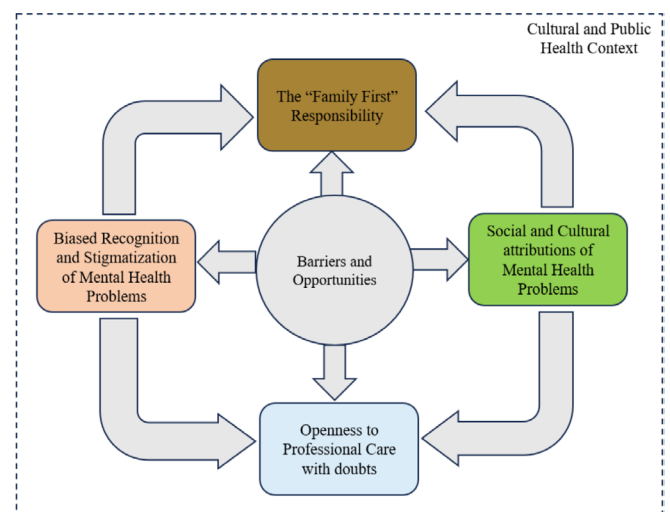 Cultural and Public
Health Context
The “Family First”
Responsibility
Biased Recognition
and Stigmatization
of Mental Health
Problems
Barriers and
Opportunities
Social and Cultural
attributions of
Mental Health
Problems
Openness to
Professional Care
with doubts